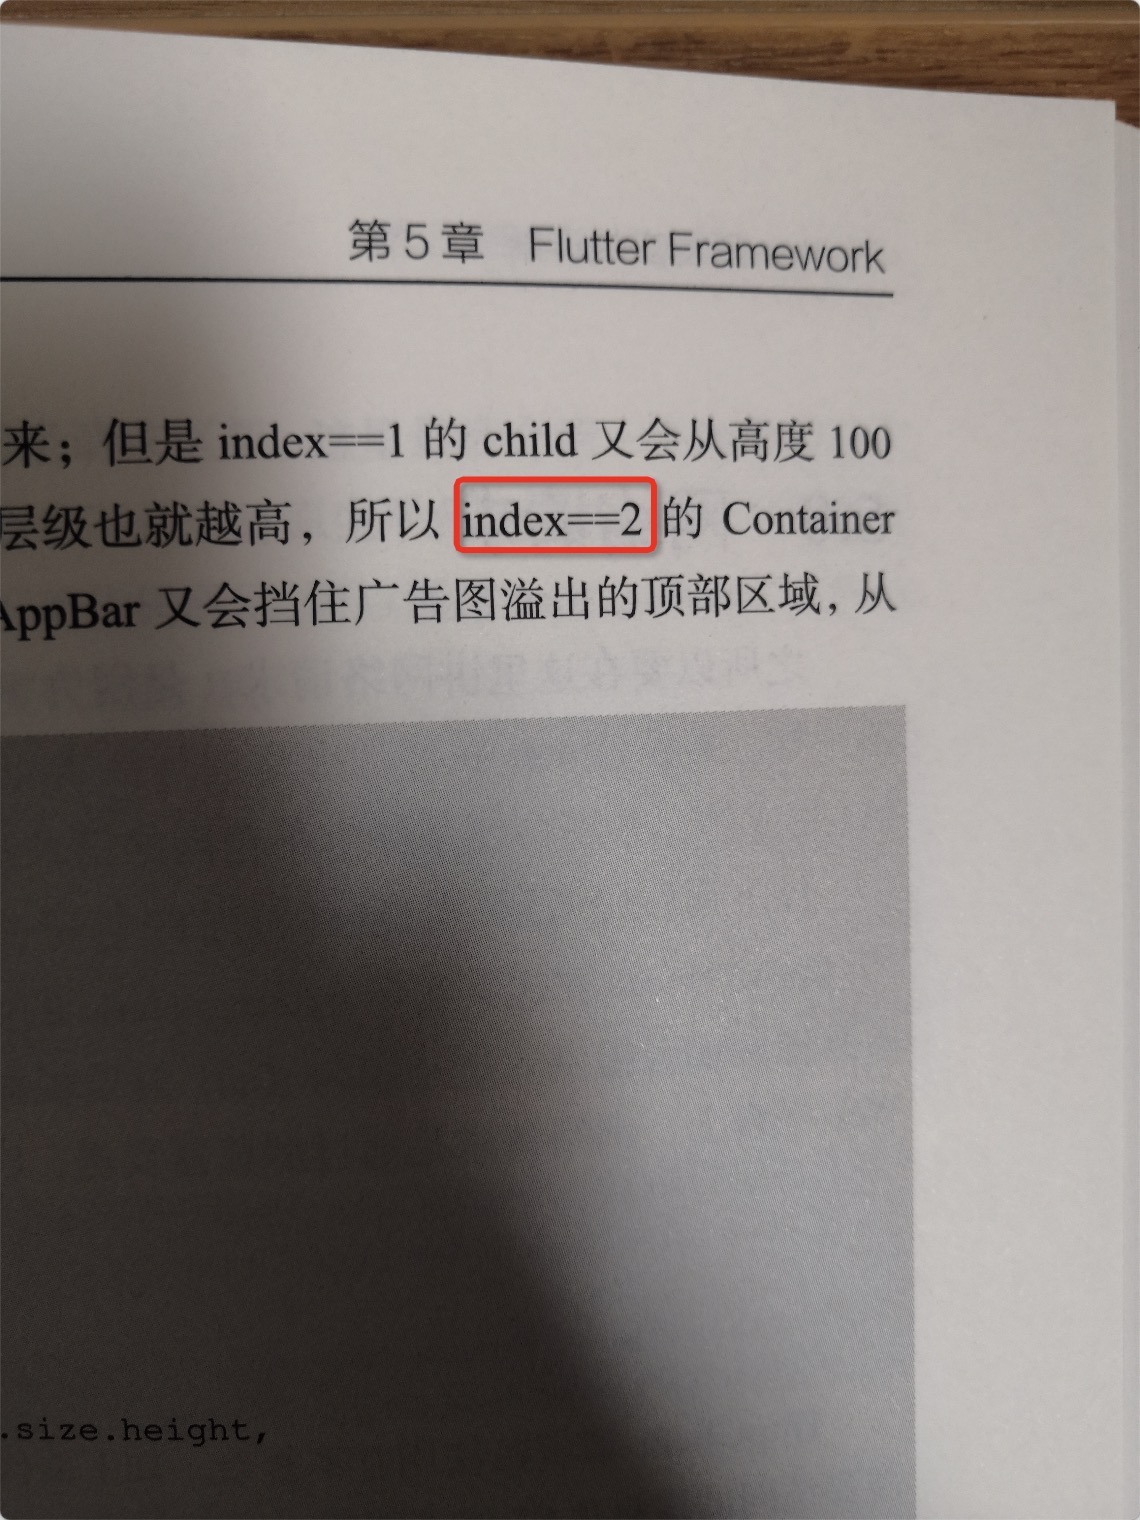 第5章 Flutter Framework
来；但是 index==1 的 child 又会从高度 100
层级也就越高，所以 index==2 的 Container
AppBar 又会挡住广告图溢出的顶部区域，从
.size.height,